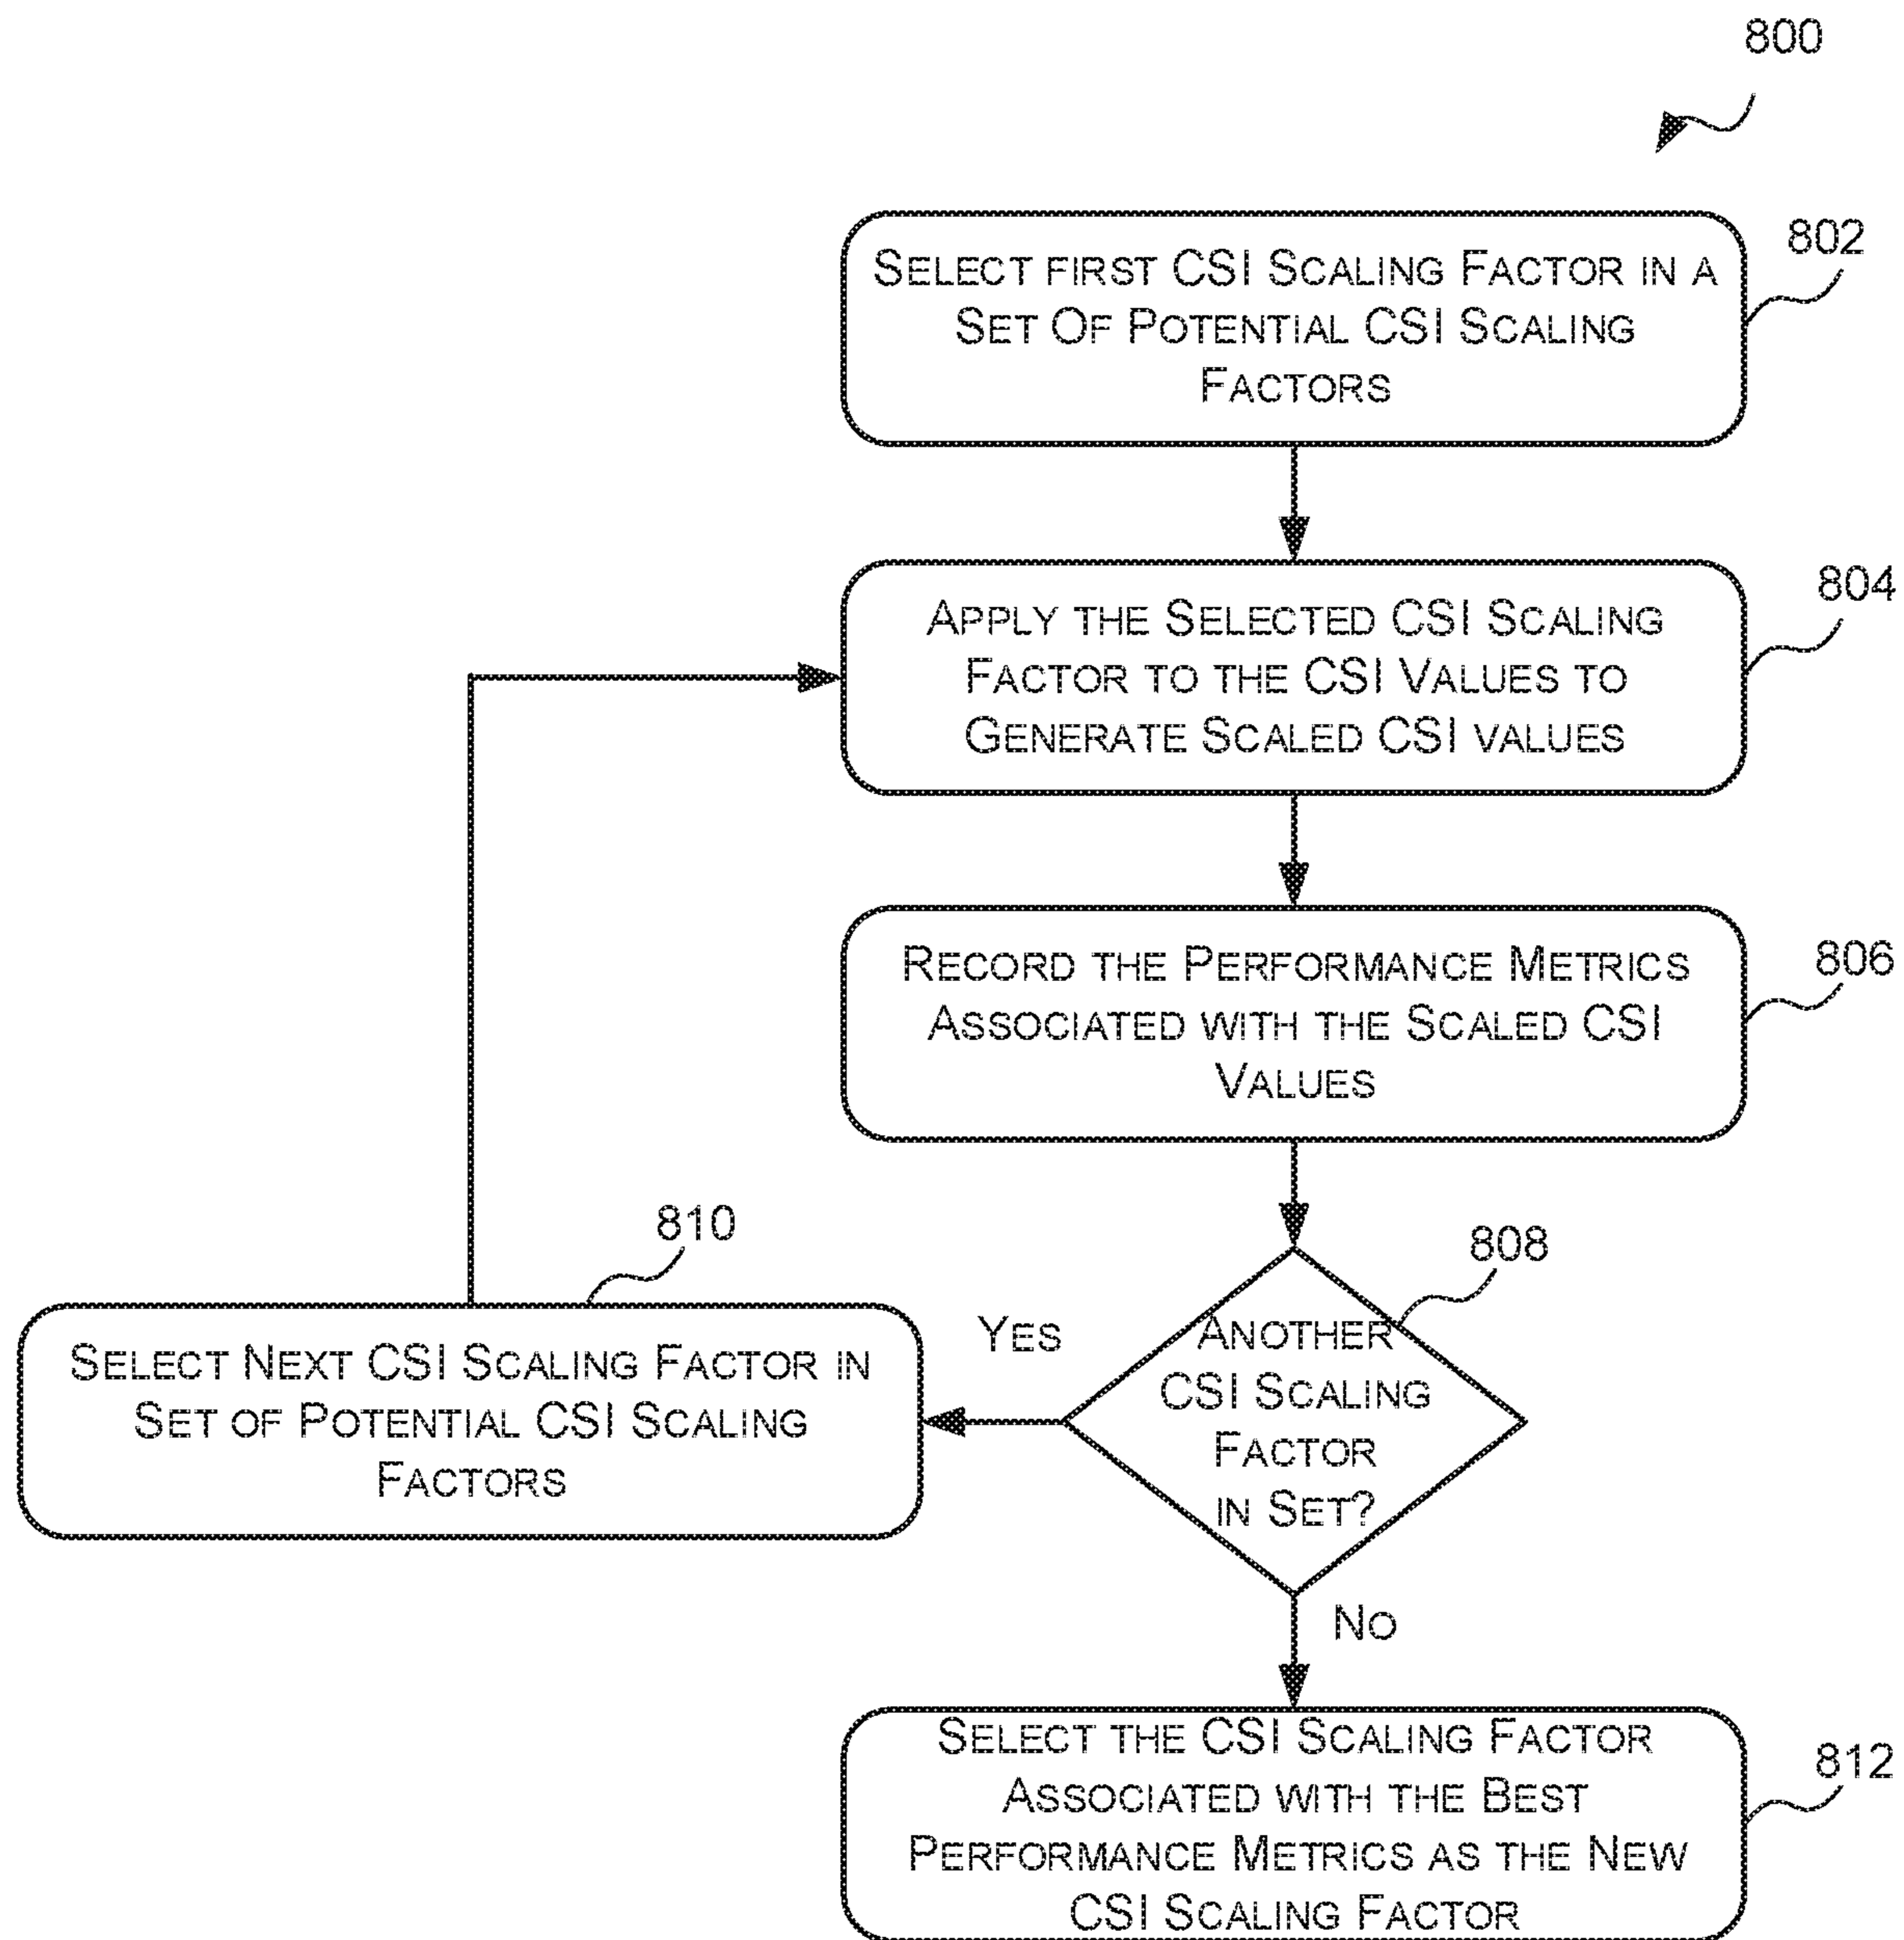 800
SELECT FIRST CSI SCALING FACTOR IN A
SET OF POTENTIAL CSI SCALING
FACTORS
802
APPLY THE SELECTED CSI SCALING
FACTOR TO THE CSI VALUES TO
GENERATE SCALED CSI VALUES
804
RECORD THE PERFORMANCE METRICS
ASSOCIATED WITH THE SCALED CSI
VALUES
806
ANOTHER
CSI SCALING
FACTOR
IN SET?
808
YES
810
SELECT NEXT CSI SCALING FACTOR IN
SET OF POTENTIAL CSI SCALING
FACTORS
NO
SELECT THE CSI SCALING FACTOR
ASSOCIATED WITH THE BEST
PERFORMANCE METRICS AS THE NEW
CSI SCALING FACTOR
812